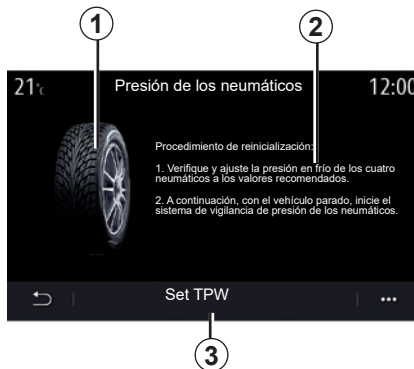 1
2
21°c
Presión de los neumáticos
12:00
Procedimiento de reinicialización:
1. Verifique y ajuste la presión en frío de los cuatro
neumáticos a los valores recomendados.
2. A continuación, con el vehículo parado, inicie el
sistema de vigilancia de presión de los neumáticos.
Set TPW
3